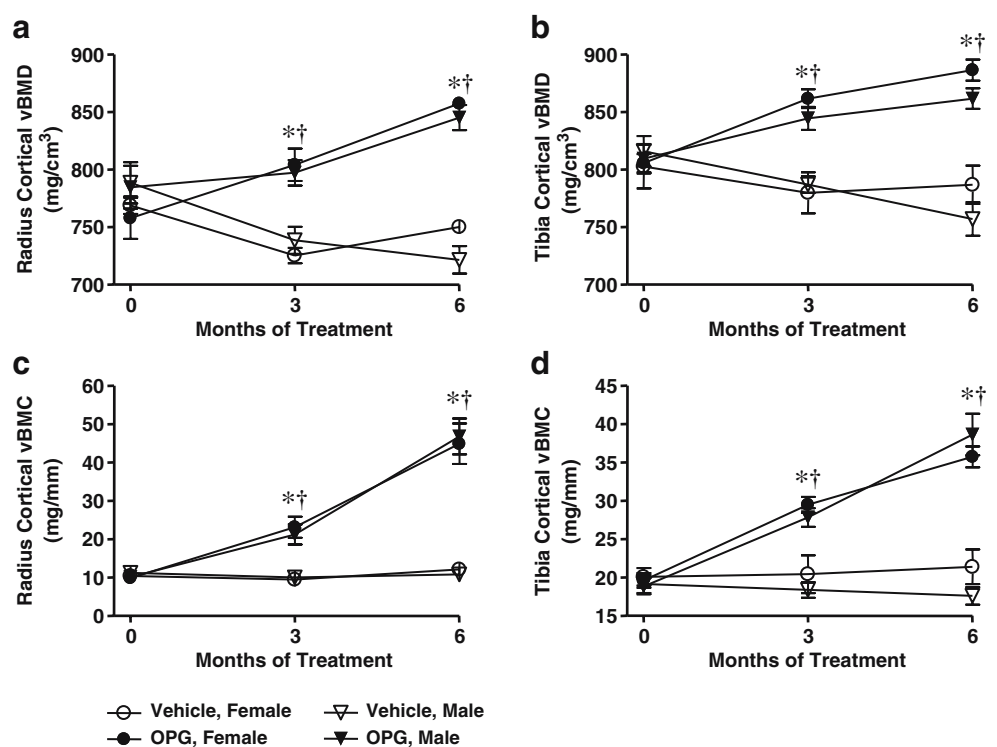 a
Radius Cortical vBMD
(mg/cm³)
900
850
800
750
700
*†
*†
0
3
6
Months of Treatment
b
Tibia Cortical vBMD
(mg/cm³)
900
850
800
750
700
*†
*†
0
3
6
Months of Treatment
c
Radius Cortical vBMC
(mg/mm)
60
50
40
30
20
10
0
*†
*†
0
3
6
Months of Treatment
d
Tibia Cortical vBMC
(mg/mm)
45
40
35
30
25
20
15
*†
*†
0
3
6
Months of Treatment
Vehicle, Female
Vehicle, Male
OPG, Female
OPG, Male